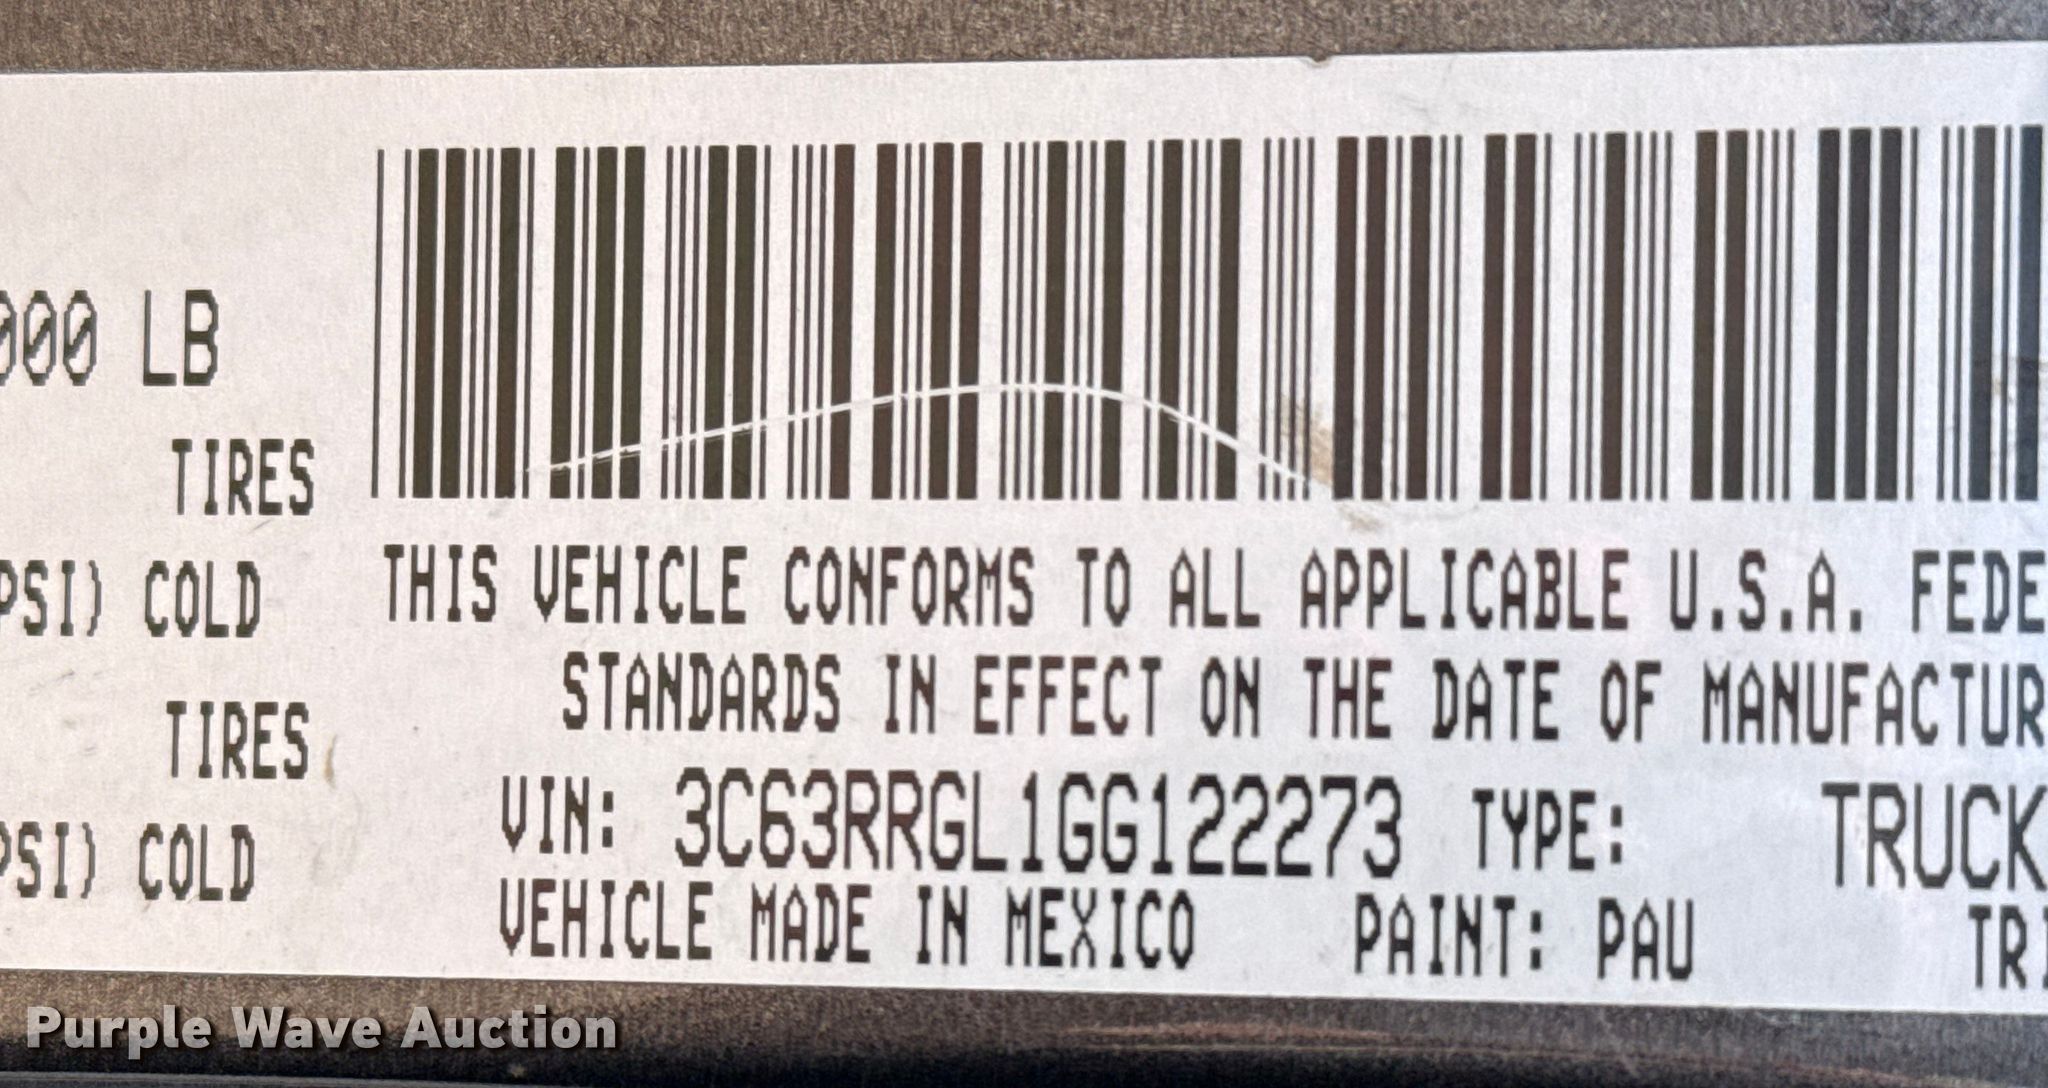 000 LB
TIRES
PSI) COLD
TIRES
PSI) COLD
THIS VEHICLE CONFORMS TO ALL APPLICABLE U.S.A. FEDE
STANDARDS IN EFFECT ON THE DATE OF MANUFACTUR
VIN: 3C63RRGL1GG122273 TYPE: TRUCK
VEHICLE MADE IN MEXICO PAINT: PAU TRI
Purple Wave Auction